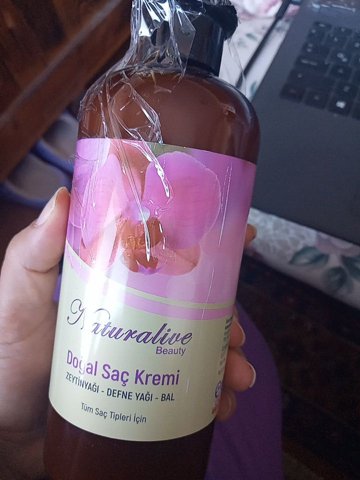 Naturalive
Beauty
Doğal Saç Kremi
ZEYTİNYAĞI - DEFNE YAĞI - BAL
Tüm Saç Tipleri İçin